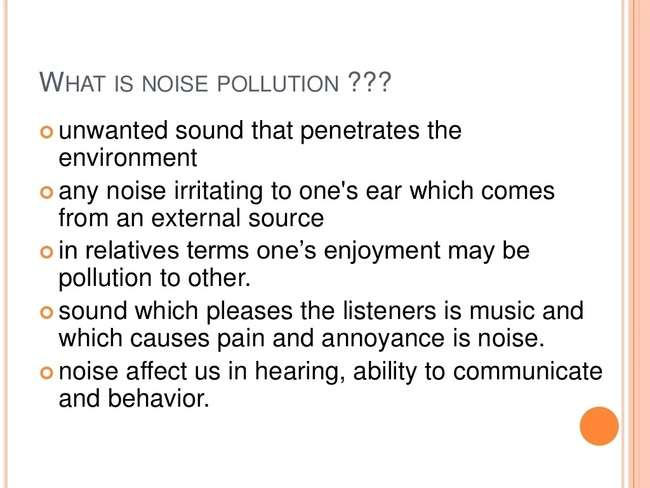 WHAT IS NOISE POLLUTION ???
unwanted sound that penetrates the
environment
any noise irritating to one's ear which comes
from an external source
in relatives terms one’s enjoyment may be
pollution to other.
sound which pleases the listeners is music and
which causes pain and annoyance is noise.
noise affect us in hearing, ability to communicate
and behavior.